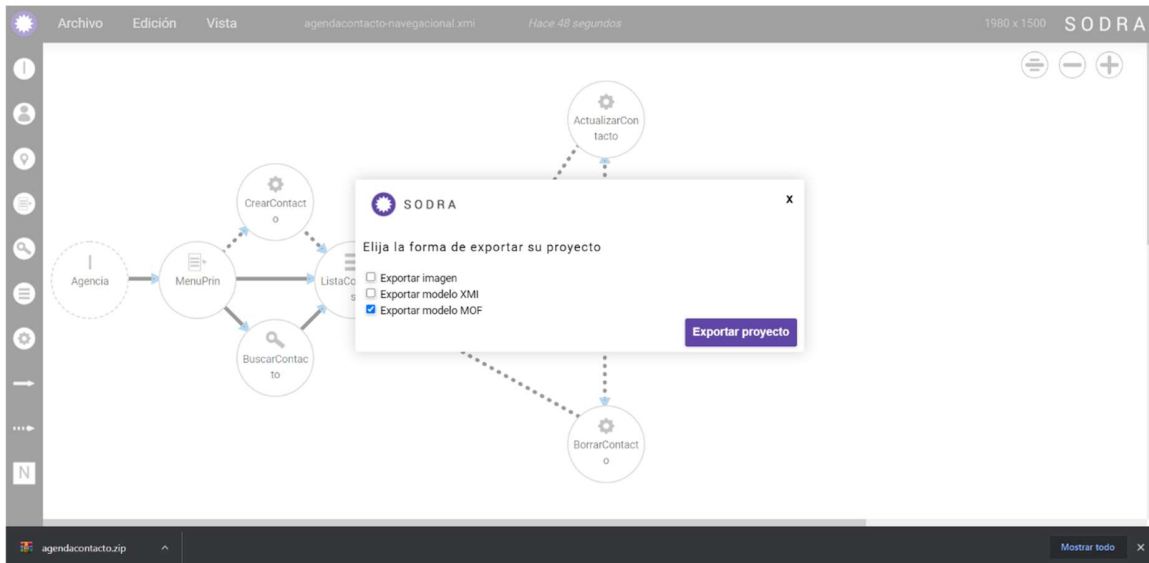 Archivo Edición Vista agendacontacto-navegacional.xmi Hace 48 segundos 1980 x 1500 SODRA
ActualizarCon
tacto
CrearContact
o
SODRA x
Elija la forma de exportar su proyecto
Agencia
MenuPrin
ListaCo
s
Exportar imagen
Exportar modelo XMI
Exportar modelo MOF
Exportar proyecto
BuscarContac
to
BorrarContact
o
N
agendacontacto.zip Mostrar todo